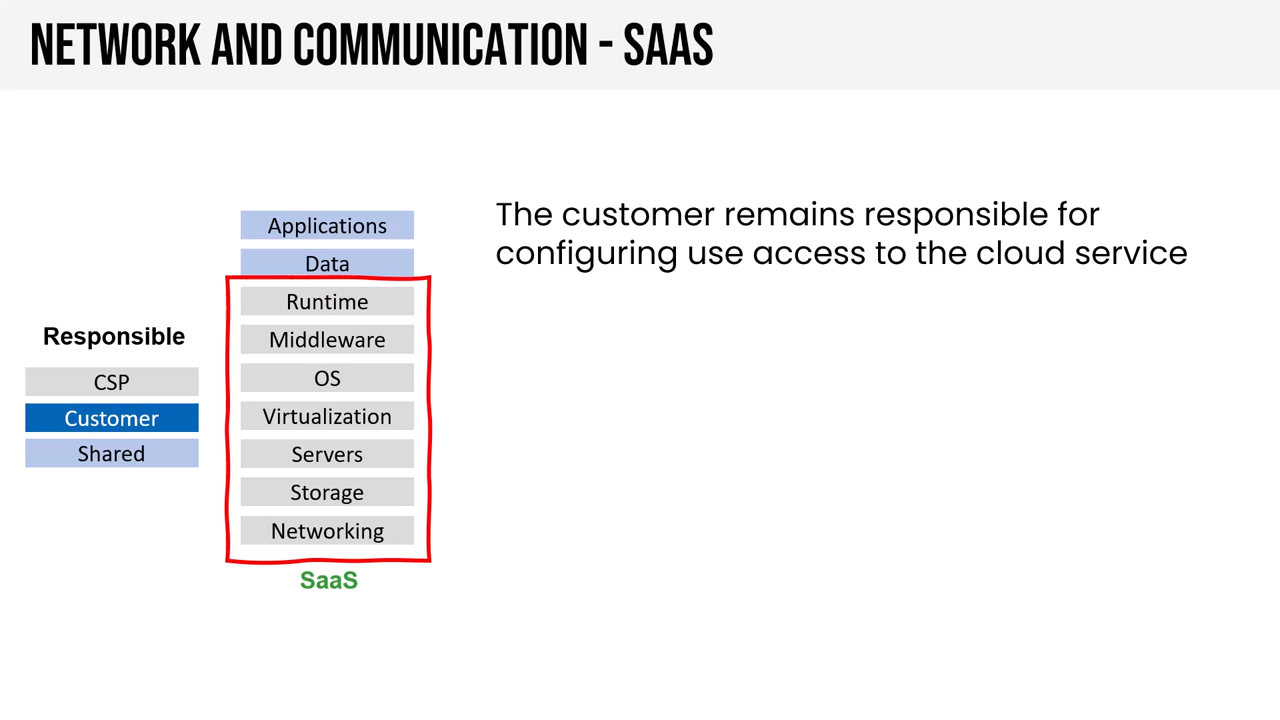 NETWORK AND COMMUNICATION - SAAS
The customer remains responsible for
configuring use access to the cloud service
Applications
Data
Runtime
Middleware
OS
Virtualization
Servers
Storage
Networking
SaaS
Responsible
CSP
Customer
Shared